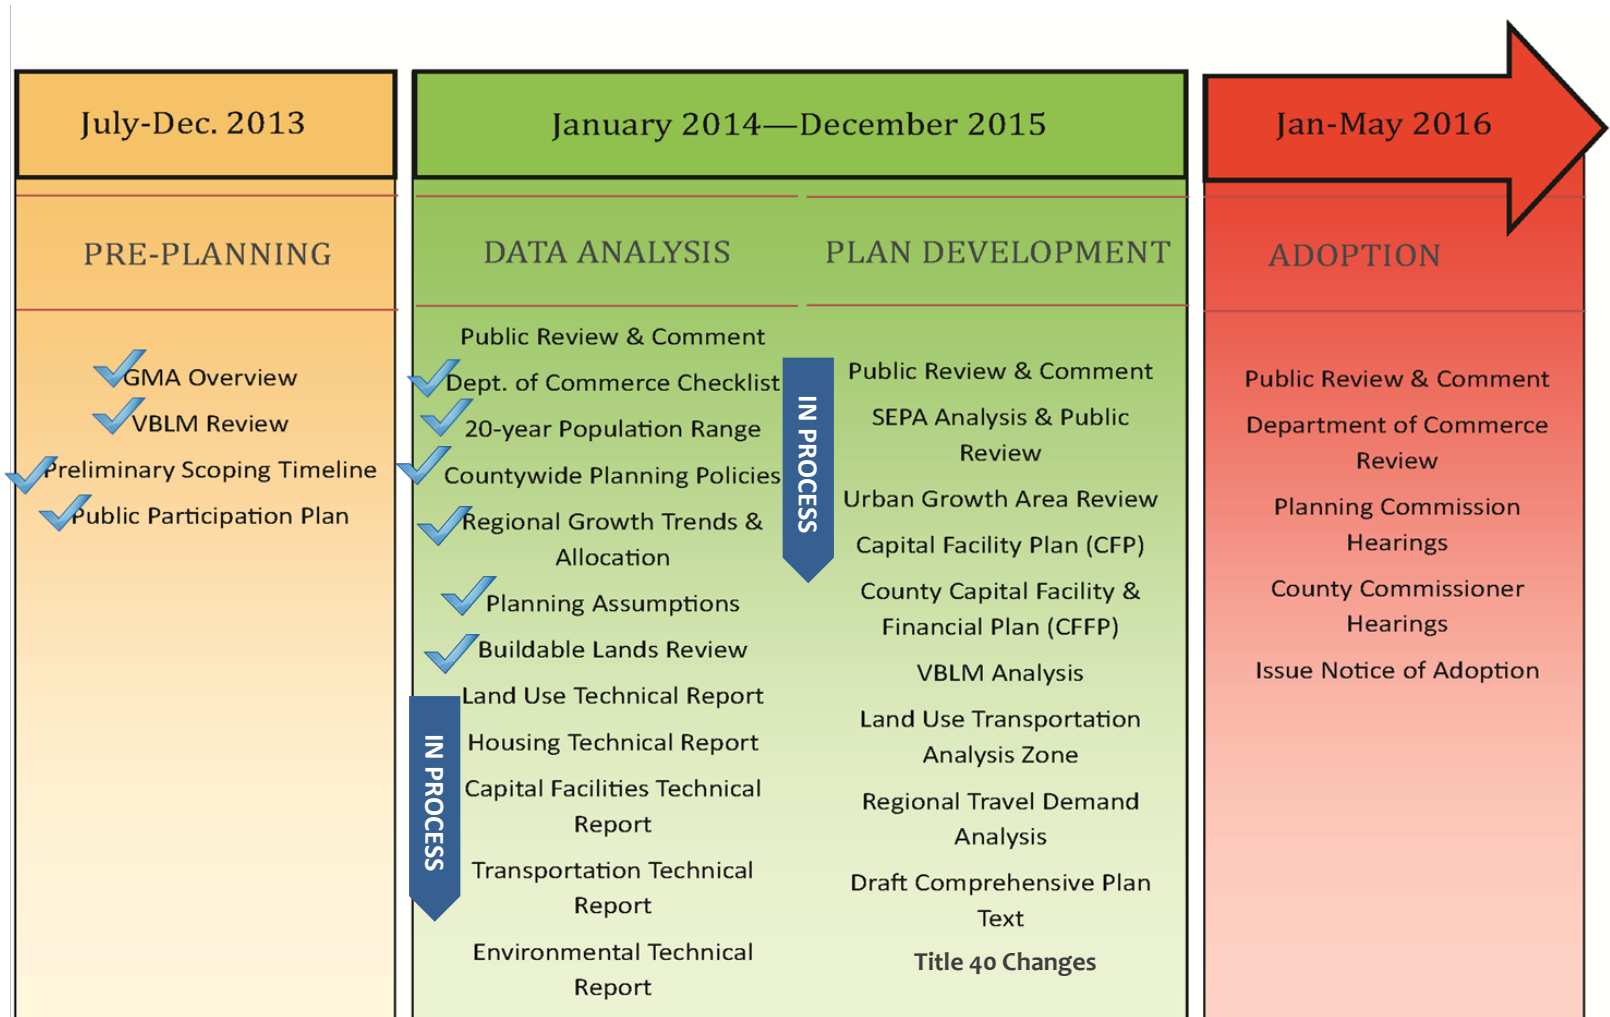 July-Dec. 2013
January 2014—December 2015
Jan-May 2016
PRE-PLANNING
GMA Overview
VBLM Review
Preliminary Scoping Timeline
Public Participation Plan
DATA ANALYSIS
Public Review & Comment
Dept. of Commerce Checklist
20-year Population Range
Countywide Planning Policies
Regional Growth Trends &
Allocation
Planning Assumptions
Buildable Lands Review
Land Use Technical Report
Housing Technical Report
Capital Facilities Technical
Report
Transportation Technical
Report
Environmental Technical
Report
IN PROCESS
PLAN DEVELOPMENT
IN PROCESS
Public Review & Comment
SEPA Analysis & Public
Review
Urban Growth Area Review
Capital Facility Plan (CFP)
County Capital Facility &
Financial Plan (CFFP)
VBLM Analysis
Land Use Transportation
Analysis Zone
Regional Travel Demand
Analysis
Draft Comprehensive Plan
Text
Title 40 Changes
ADOPTION
Public Review & Comment
Department of Commerce
Review
Planning Commission
Hearings
County Commissioner
Hearings
Issue Notice of Adoption